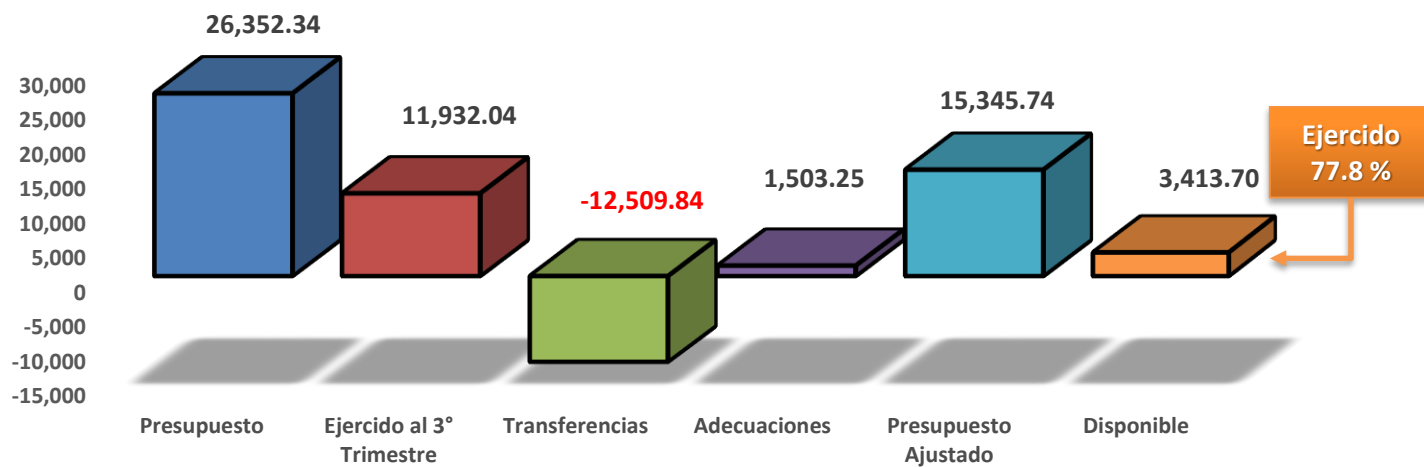 26,352.34
11,932.04
-12,509.84
1,503.25
15,345.74
3,413.70
Ejercido
77.8 %
30,000
25,000
20,000
15,000
10,000
5,000
0
-5,000
-10,000
-15,000
Presupuesto
Ejercido al 3°
Trimestre
Transferencias
Adecuaciones
Presupuesto
Ajustado
Disponible